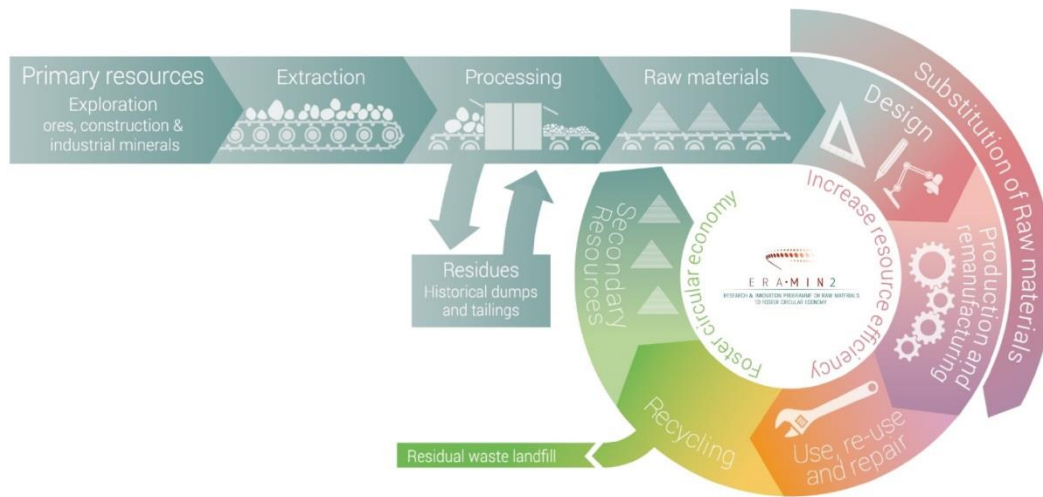 Primary resources
Exploration
ores, construction &
industrial minerals
Extraction
Processing
Raw materials
Design
Substitution of Raw materials
Production and
remanufacturing
Use, re-use
and repair
Recycling
Secondary
Resources
Residues
Historical dumps
and tailings
Residual waste landfill
Foster circular economy
Increase resource efficiency
ERA·MIN2
RESEARCH & INNOVATION PROGRAMME ON RAW MATERIALS
TO FOSTER CIRCULAR ECONOMY